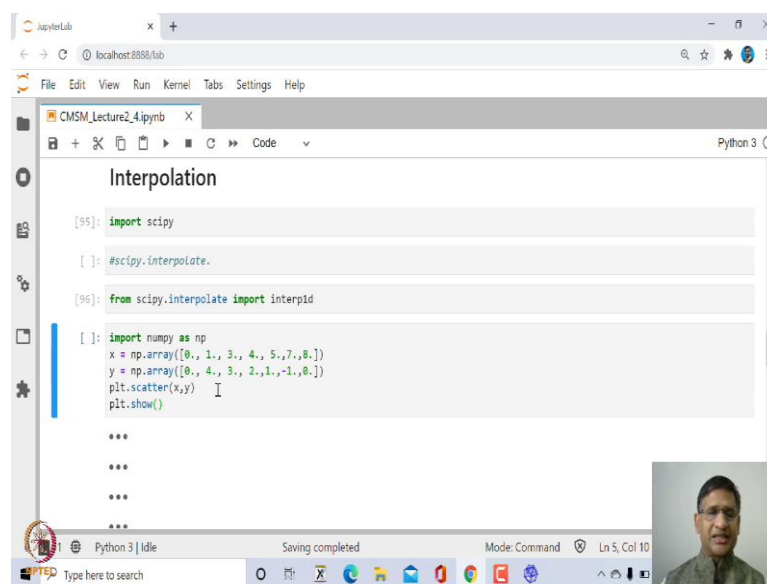 JupyterLab
localhost:8888/lab
File Edit View Run Kernel Tabs Settings Help
CMSM_Lecture2_4.ipynb
Code
Python 3
Interpolation
[95]: import scipy
[ ]: #scipy.interpolate.
[96]: from scipy.interpolate import interp1d
[ ]: import numpy as np
x = np.array([0., 1., 3., 4., 5.,7.,8.])
y = np.array([0., 4., 3., 2.,1.,-1.,0.])
plt.scatter(x,y)
plt.show()
1 Python 3 | Idle Saving completed Mode: Command Ln 5, Col 10
Type here to search